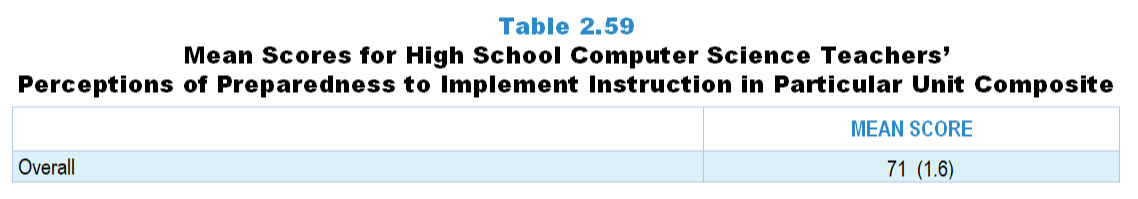 Table 2.59
Mean Scores for High School Computer Science Teachers’
Perceptions of Preparedness to Implement Instruction in Particular Unit Composite
MEAN SCORE
Overall 71 (1.6)